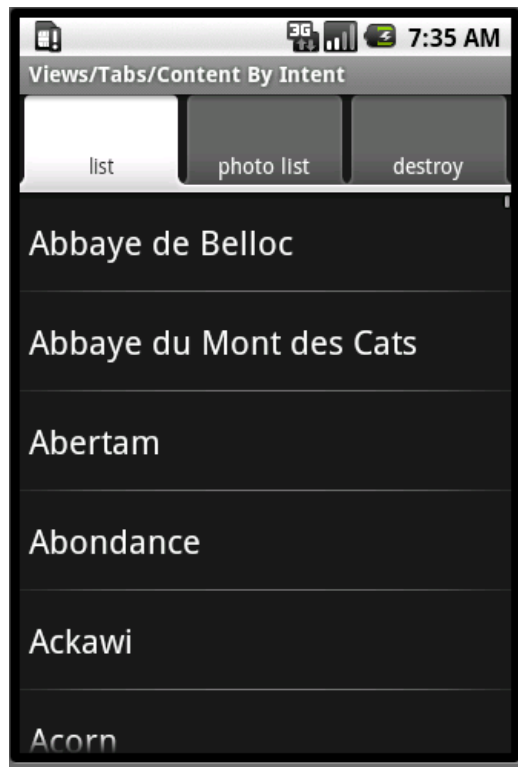 3G 7:35 AM
Views/Tabs/Content By Intent
list photo list destroy
Abbaye de Belloc
Abbaye du Mont des Cats
Abertam
Abondance
Ackawi
Acorn